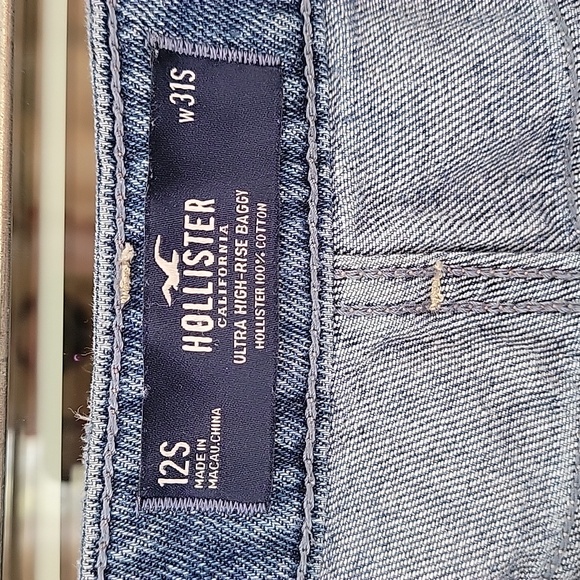 12S
MADE IN
MACAU.CHINA
HOLLISTER
CALIFORNIA
ULTRA HIGH-RISE BAGGY
HOLLISTER 100% COTTON
W31S